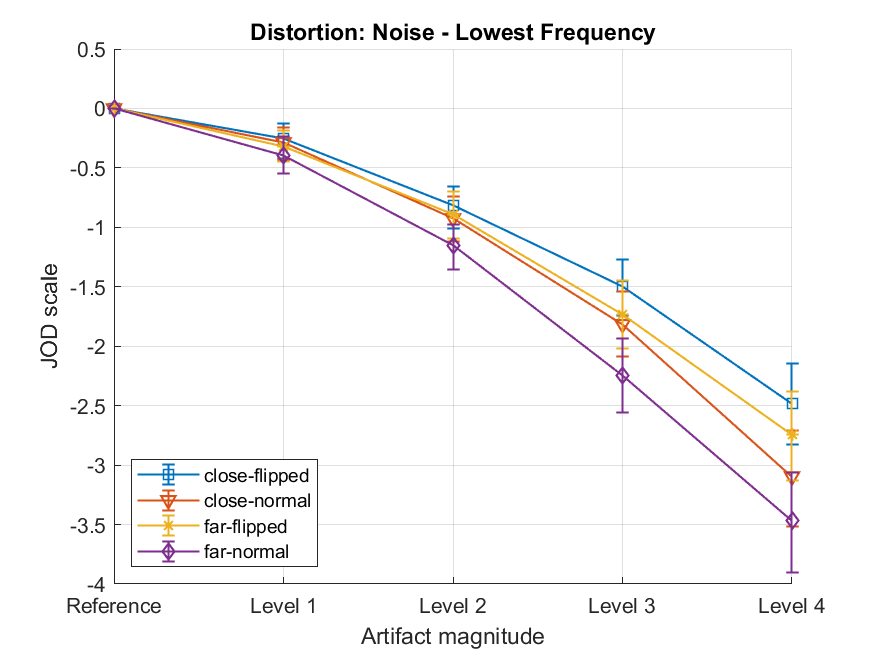 Distortion: Noise - Lowest Frequency
0.5
0
-0.5
-1
-1.5
-2
-2.5
-3
-3.5
-4
JOD scale
close-flipped
close-normal
far-flipped
far-normal
Reference Level 1 Level 2 Level 3 Level 4
Artifact magnitude